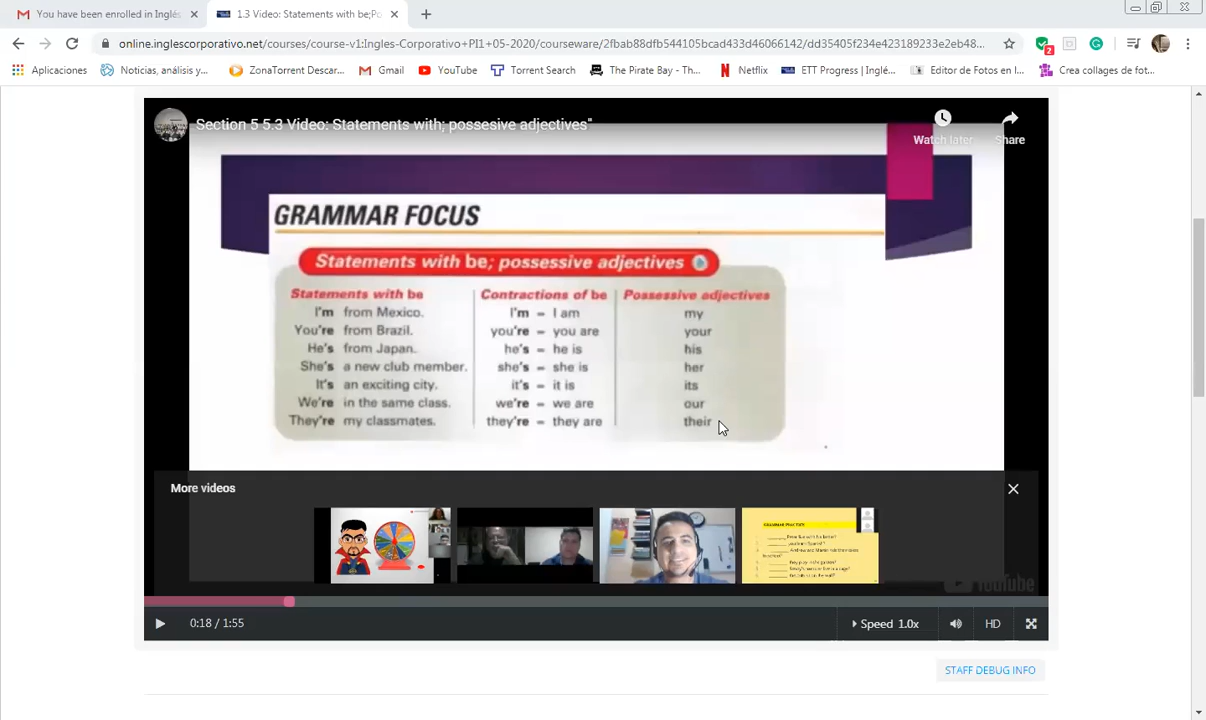 You have been enrolled in Inglés
1.3 Video: Statements with be;Po
online.inglescorporativo.net/courses/course-v1:Ingles-Corporativo+PI1+05-2020/courseware/2fbab88dfb544105bcad433d46066142/dd35405f234e423189233e2eb48...
2
Aplicaciones
Noticias, análisis y...
ZonaTorrent Descar...
Gmail
YouTube
Torrent Search
The Pirate Bay - Th...
Netflix
ETT Progress | Inglé...
Editor de Fotos en l...
Crea collages de fot...
Section 5 5.3 Video: Statements with; possesive adjectives"
Watch later
Share
GRAMMAR FOCUS
Statements with be; possessive adjectives
Statements with be Contractions of be Possessive adjectives
I'm from Mexico. I'm = I am my
You're from Brazil. you're = you are your
He's from Japan. he's = he is his
She's a new club member. she's = she is her
It's an exciting city. it's = it is its
We're in the same class. we're = we are our
They're my classmates. they're = they are their
More videos
GRAMMAR PRACTICE
YouTube
0:18 / 1:55
Speed 1.0x
HD
STAFF DEBUG INFO